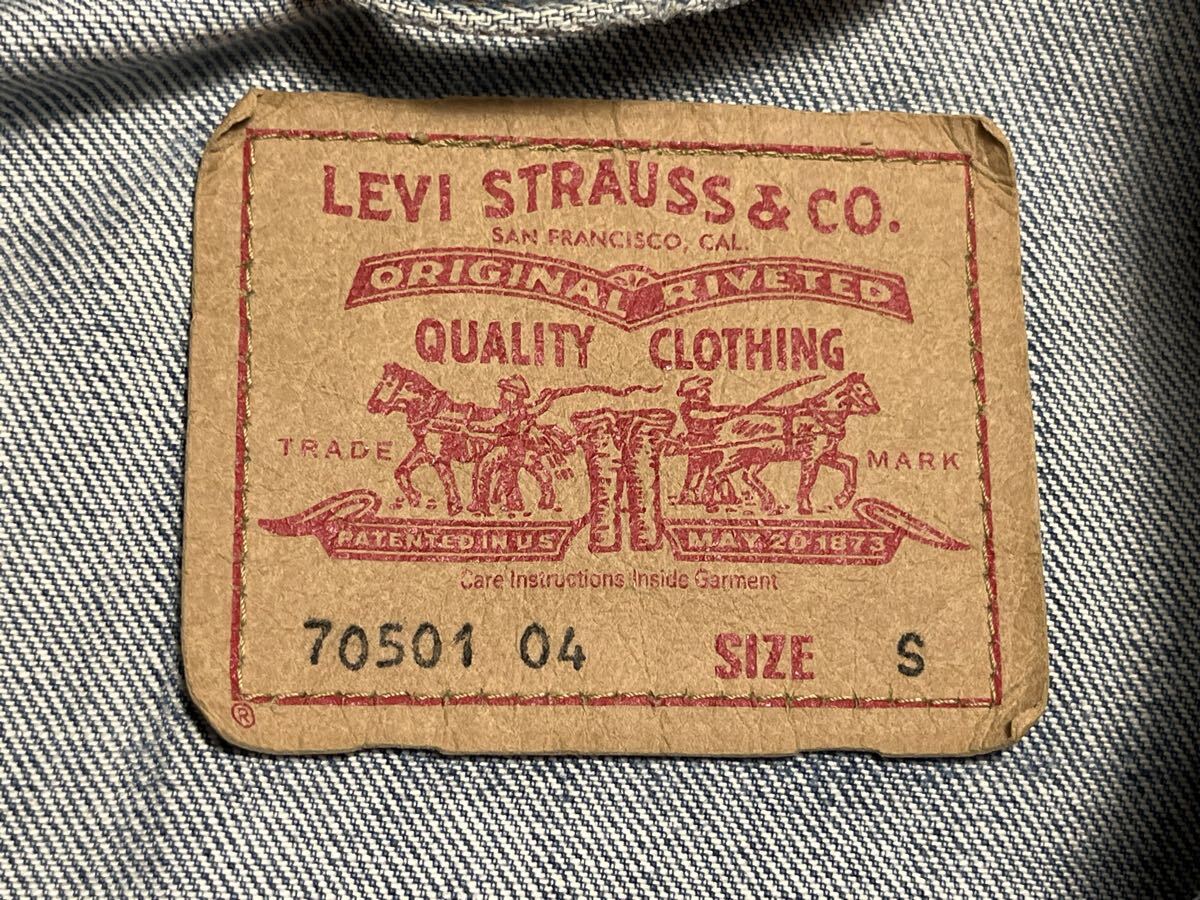 LEVI STRAUSS & CO.
SAN FRANCISCO, CAL.
ORIGINAL RIVETED
QUALITY CLOTHING
TRADE MARK
PATENTED IN US MAY 20 1873
Care Instructions Inside Garment
70501 04 SIZE S
®